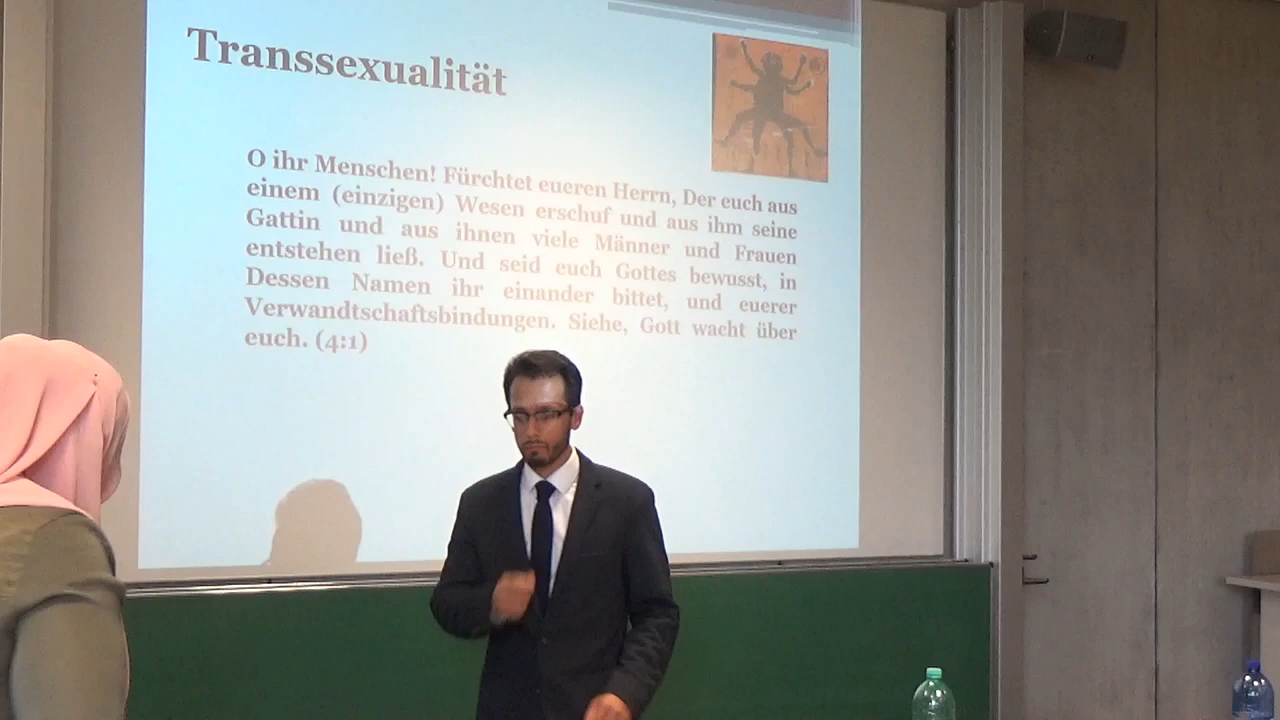 Transsexualität
O ihr Menschen! Fürchtet eueren Herrn, Der euch aus
einem (einzigen) Wesen erschuf und aus ihm seine
Gattin und aus ihnen viele Männer und Frauen
entstehen ließ. Und seid euch Gottes bewusst, in
Dessen Namen ihr einander bittet, und euerer
Verwandtschaftsbindungen. Siehe, Gott wacht über
euch. (4:1)